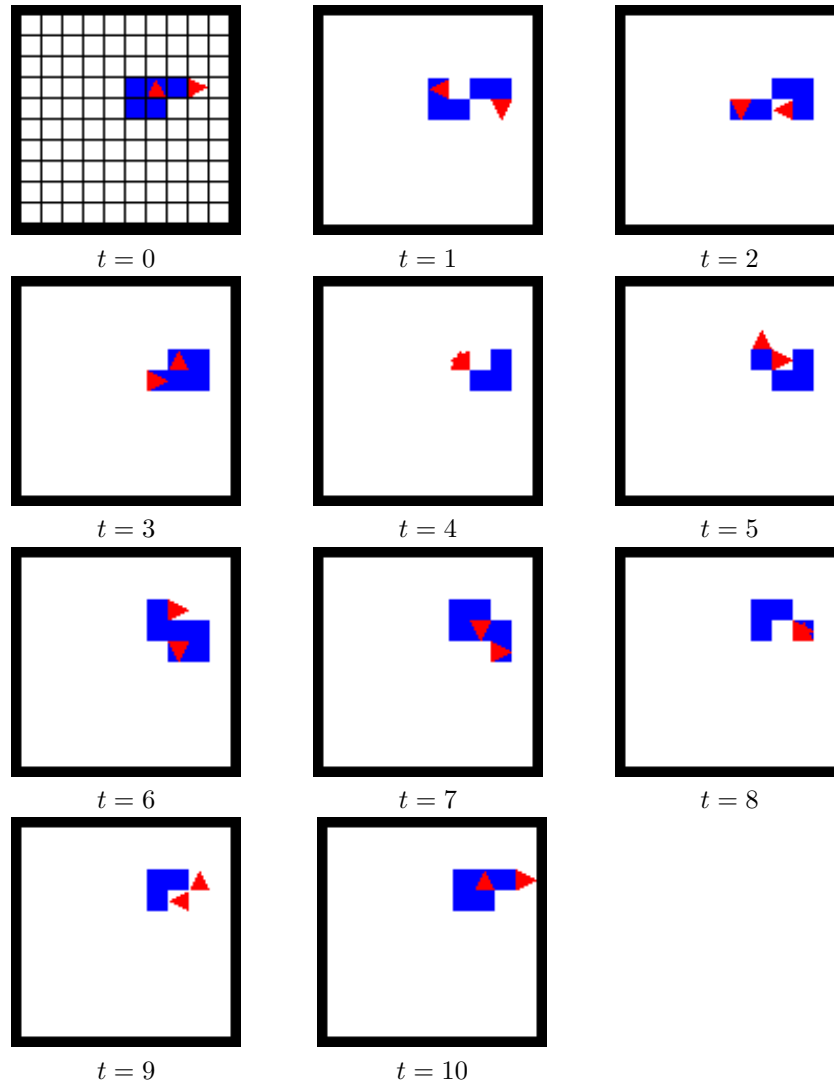 t = 0
t = 1
t = 2
t = 3
t = 4
t = 5
t = 6
t = 7
t = 8
t = 9
t = 10